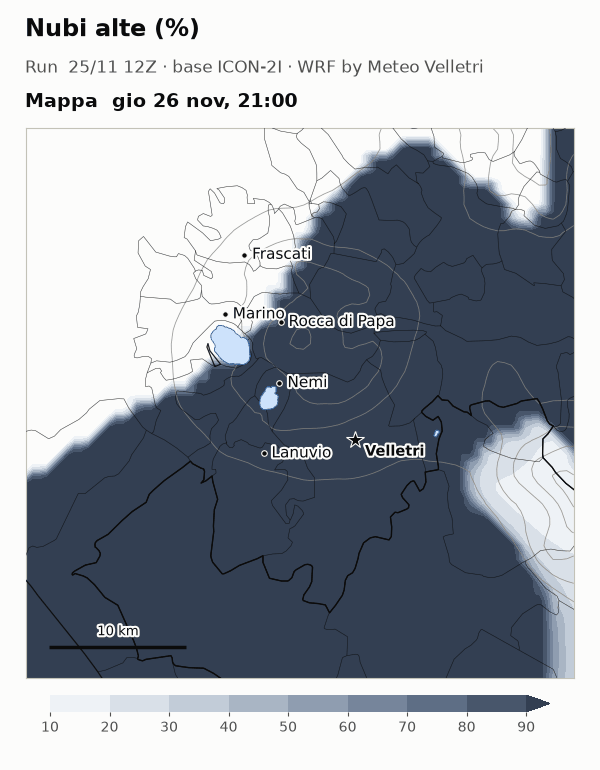 Nubi alte (%)
Run  25/11 12Z · base ICON-2I · WRF by Meteo Velletri
Mappa  gio 26 nov, 21:00
Frascati
Marino
Rocca di Papa
Nemi
Velletri
Lanuvio
10 km
10 20 30 40 50 60 70 80 90